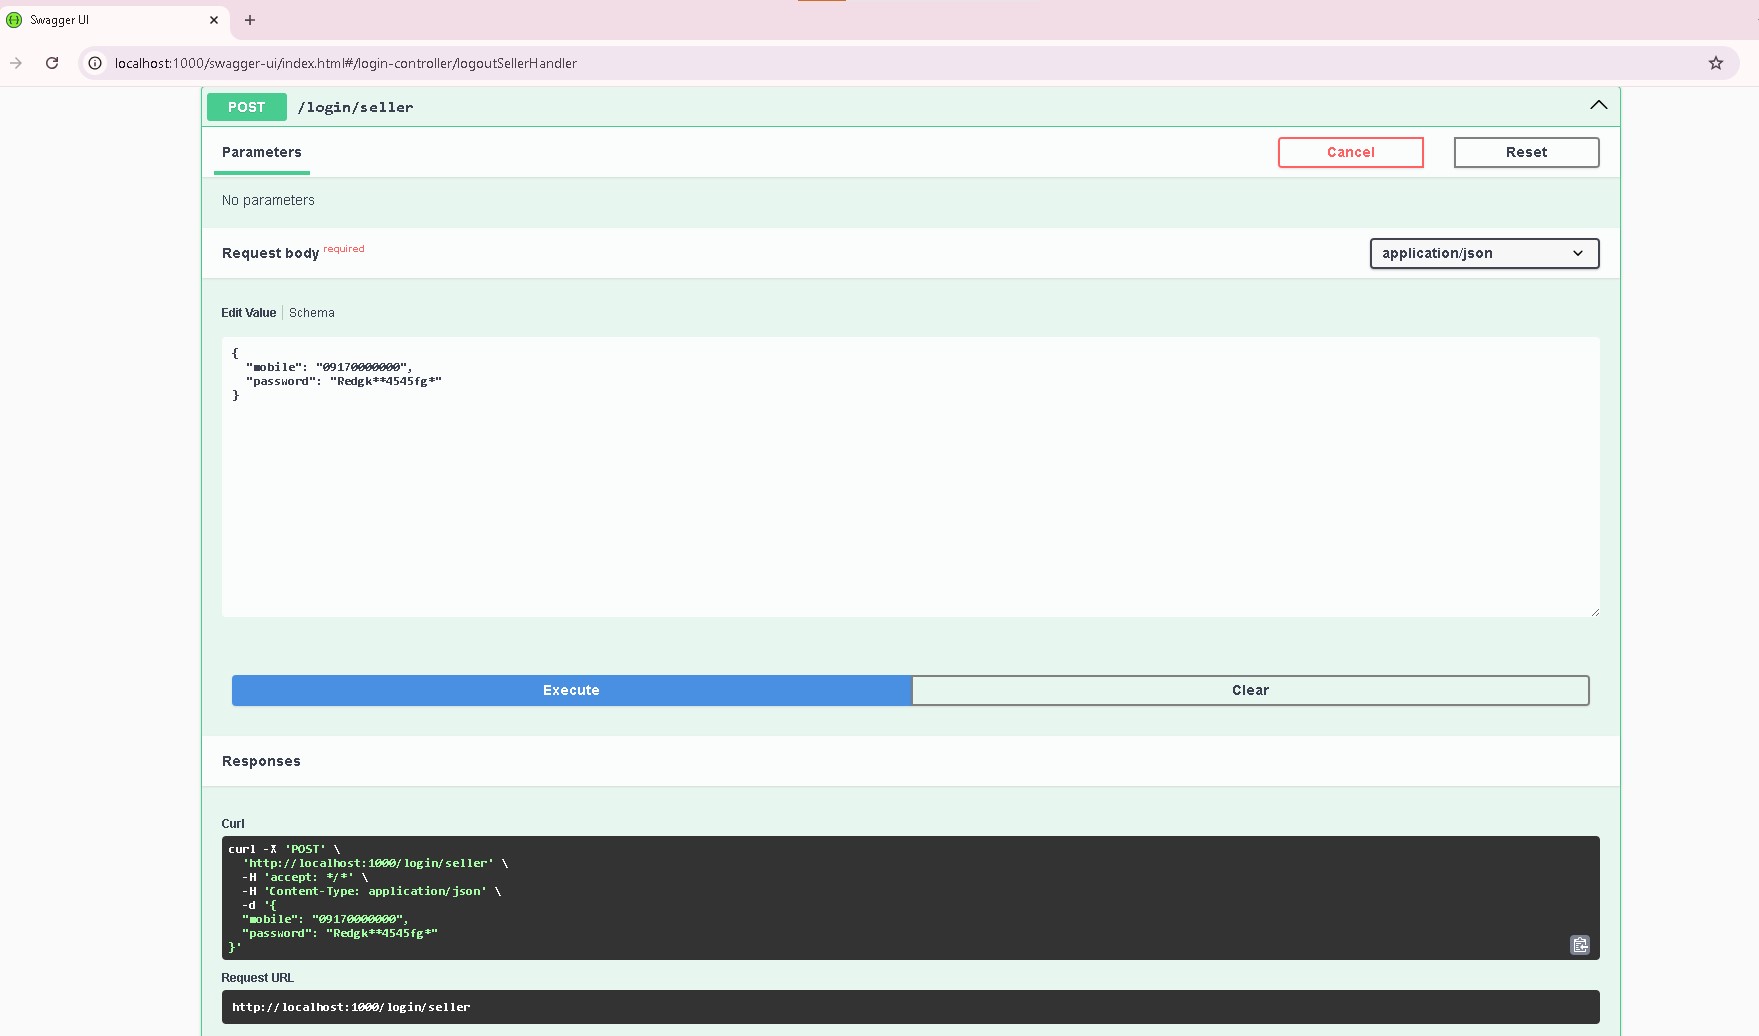 Swagger UI
localhost:1000/swagger-ui/index.html#/login-controller/logoutSellerHandler
POST /login/seller
Parameters
Cancel
Reset
No parameters
Request body required
application/json
Edit Value
Schema
{
"mobile": "09170000000",
"password": "Redgk**4545fg*"
}
Execute
Clear
Responses
Curl
curl -X 'POST' \
'http://localhost:1000/login/seller' \
-H 'accept: */*' \
-H 'Content-Type: application/json' \
-d '{
"mobile": "09170000000",
"password": "Redgk**4545fg*"
}'
Request URL
http://localhost:1000/login/seller